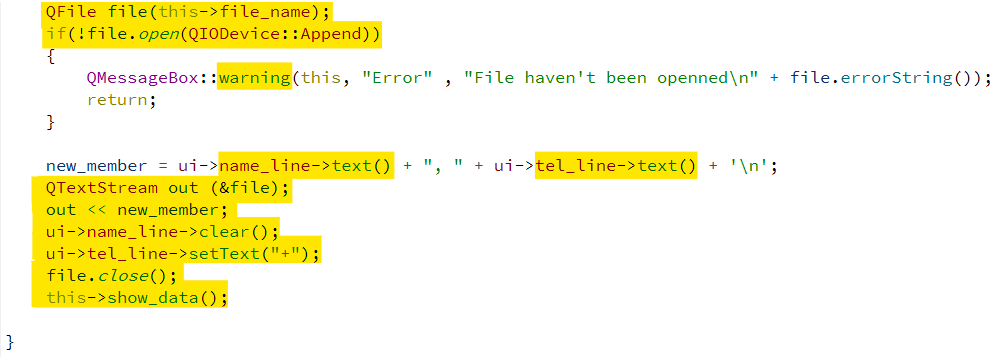 QFile file(this->file_name);
if(!file.open(QIODevice::Append))
{
QMessageBox::warning(this, "Error" , "File haven't been openned\n" + file.errorString());
return;
}
new_member = ui->name_line->text() + ", " + ui->tel_line->text() + '\n';
QTextStream out (&file);
out << new_member;
ui->name_line->clear();
ui->tel_line->setText("+");
file.close();
this->show_data();
}